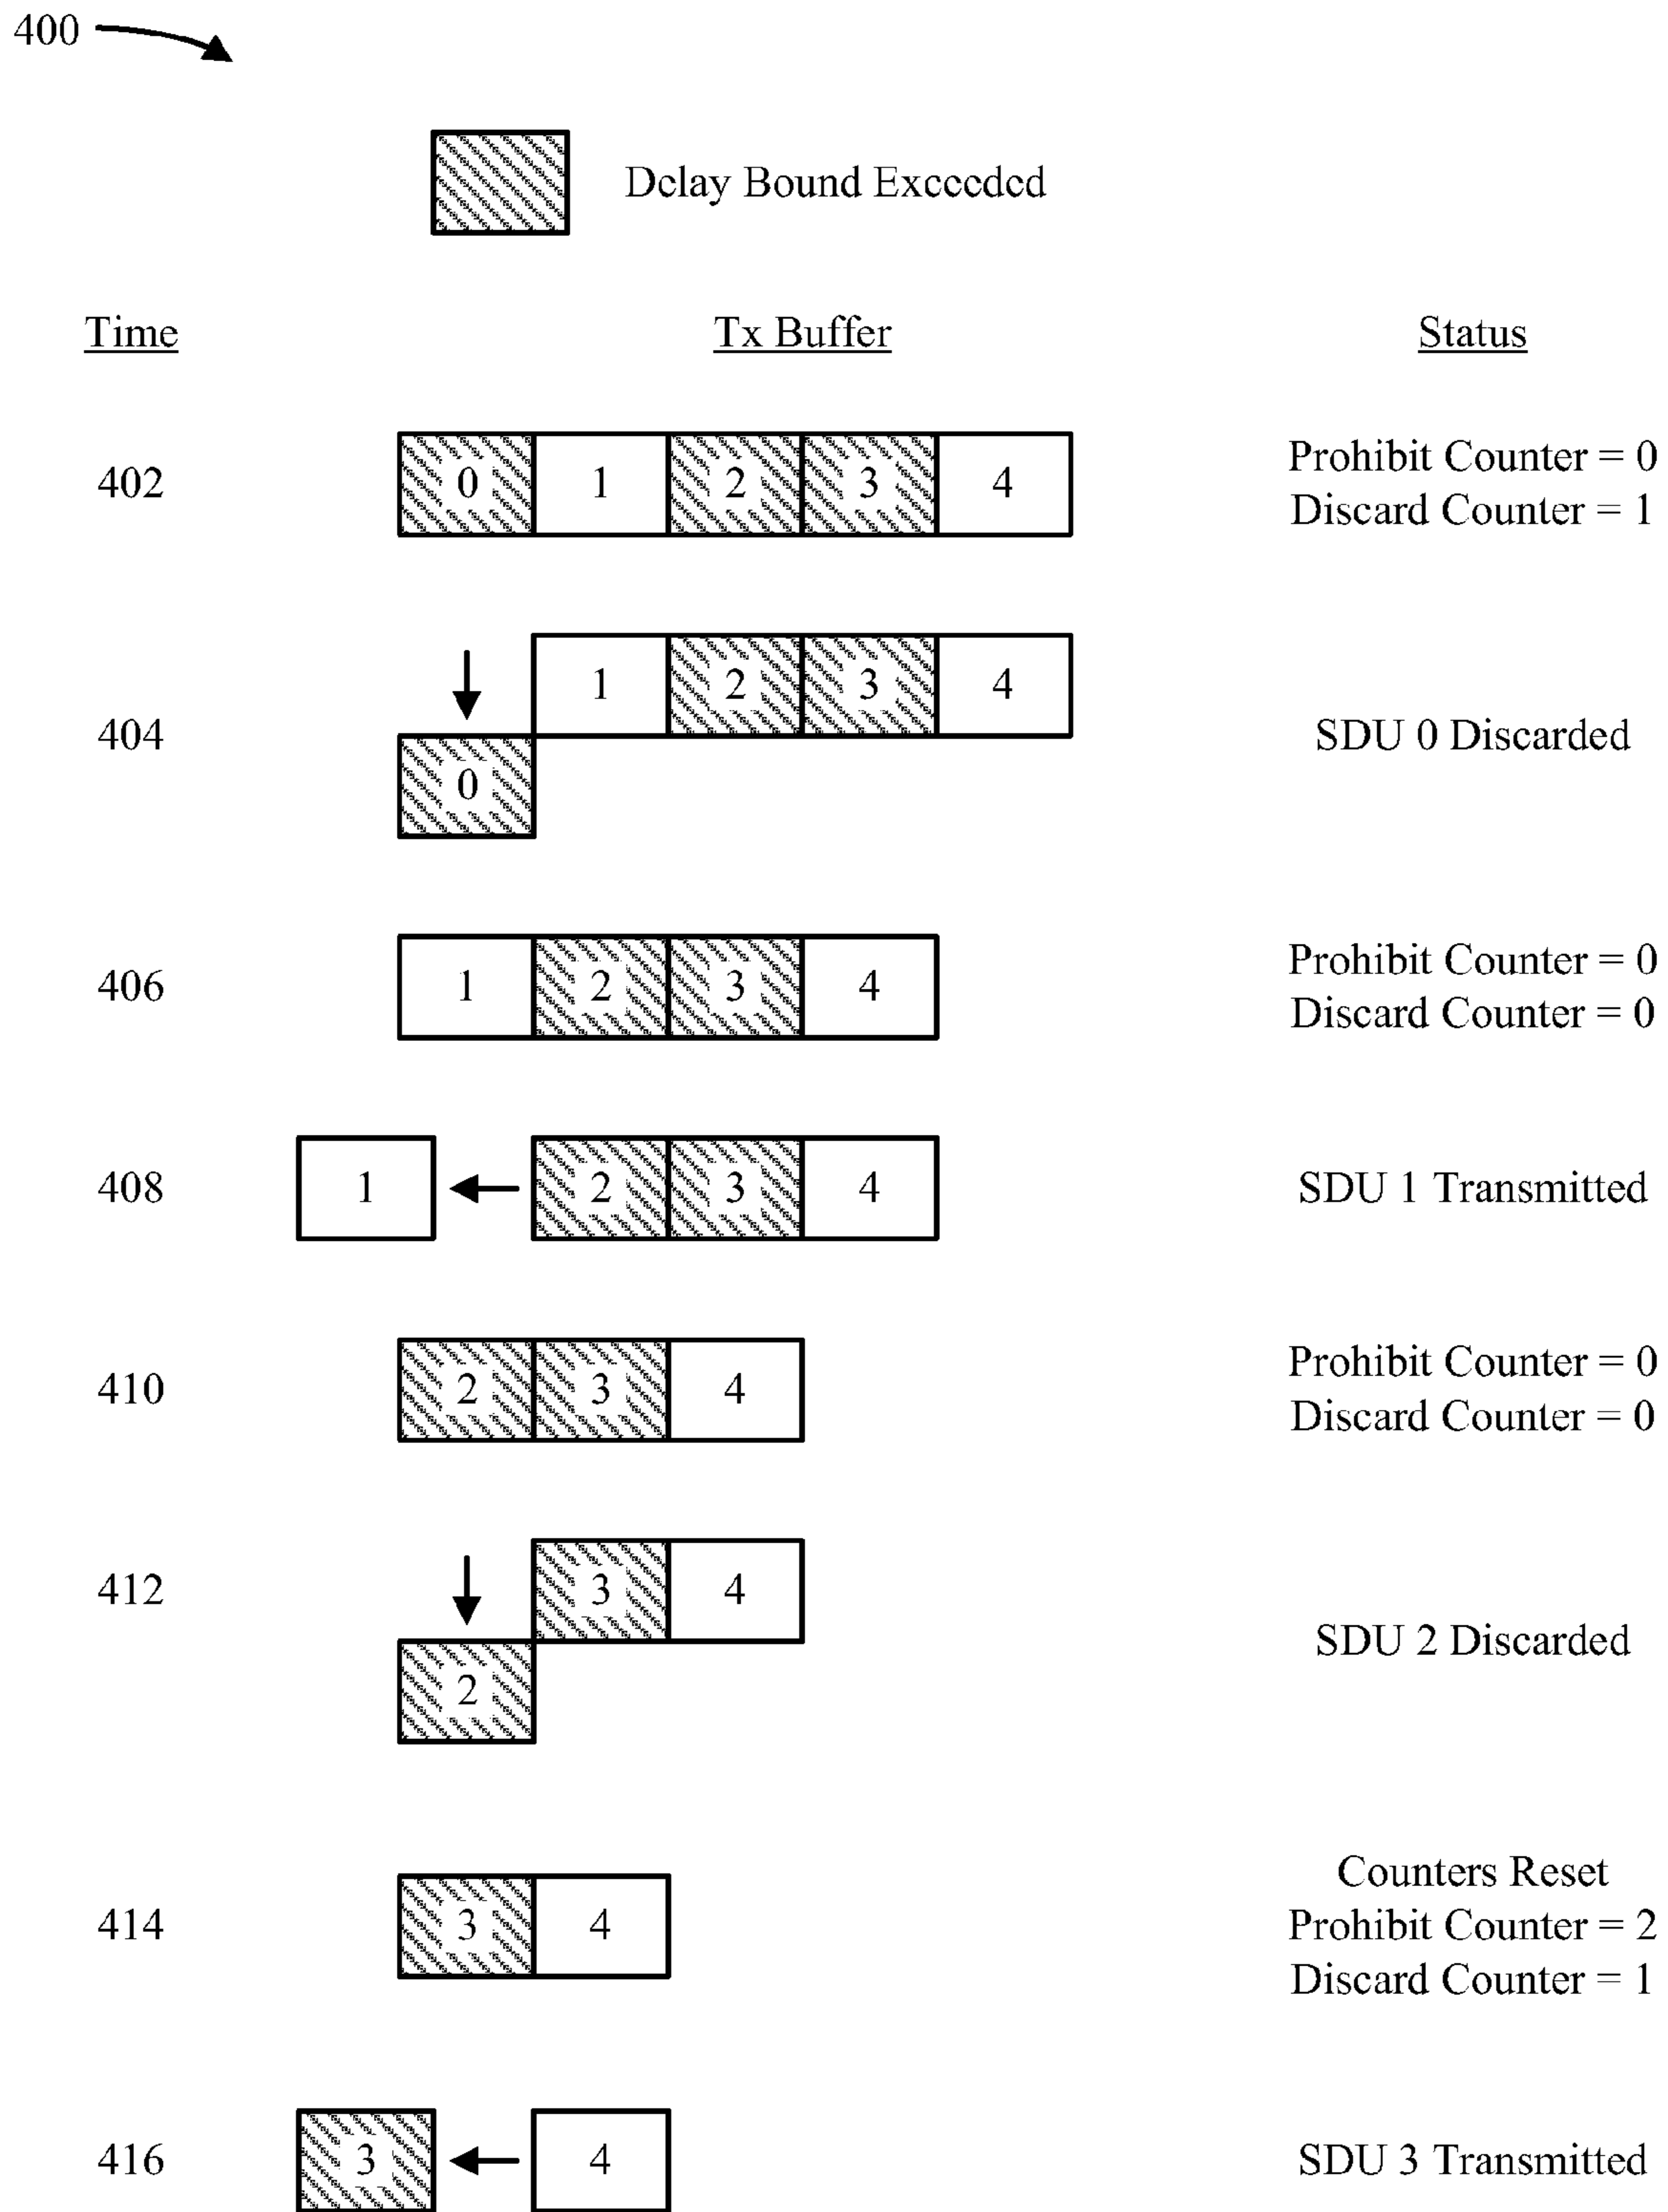 400
Delay Bound Exceeded
Time Tx Buffer Status
402 0 1 2 3 4 Prohibit Counter = 0
Discard Counter = 1
404 1 2 3 4 SDU 0 Discarded
0
406 1 2 3 4 Prohibit Counter = 0
Discard Counter = 0
408 1 2 3 4 SDU 1 Transmitted
410 2 3 4 Prohibit Counter = 0
Discard Counter = 0
412 3 4 SDU 2 Discarded
2
414 3 4 Counters Reset
Prohibit Counter = 2
Discard Counter = 1
416 3 4 SDU 3 Transmitted